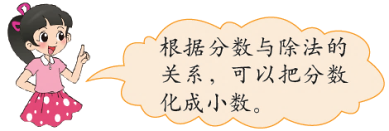 根据分数与除法的
关系，可以把分数
化成小数。